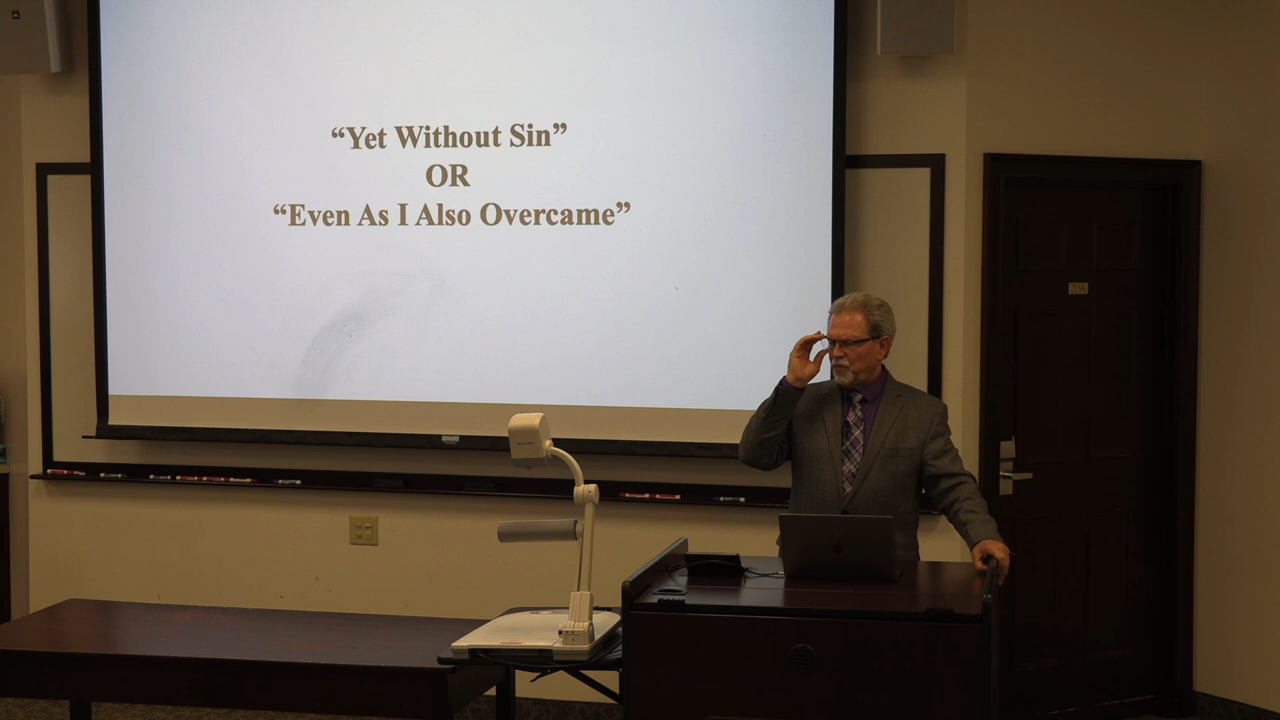 “Yet Without Sin”
OR
“Even As I Also Overcame”